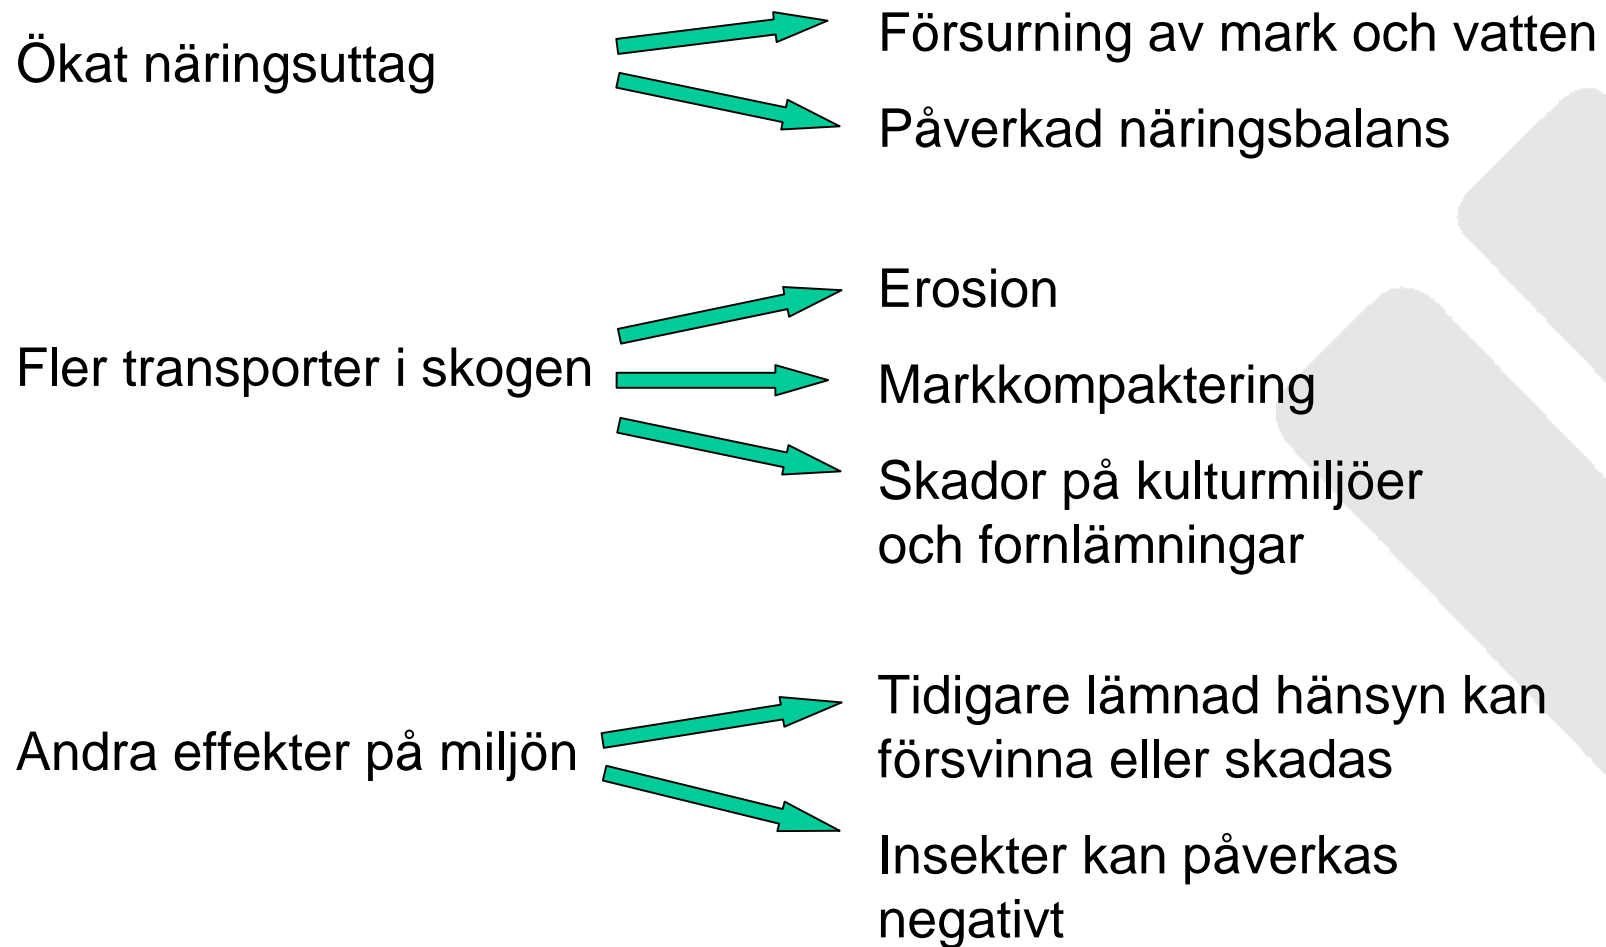 Ökat näringsuttag
Försurning av mark och vatten
Påverkad näringsbalans
Fler transporter i skogen
Erosion
Markkompaktering
Skador på kulturmiljöer
och fornlämningar
Andra effekter på miljön
Tidigare lämnad hänsyn kan
försvinna eller skadas
Insekter kan påverkas
negativt